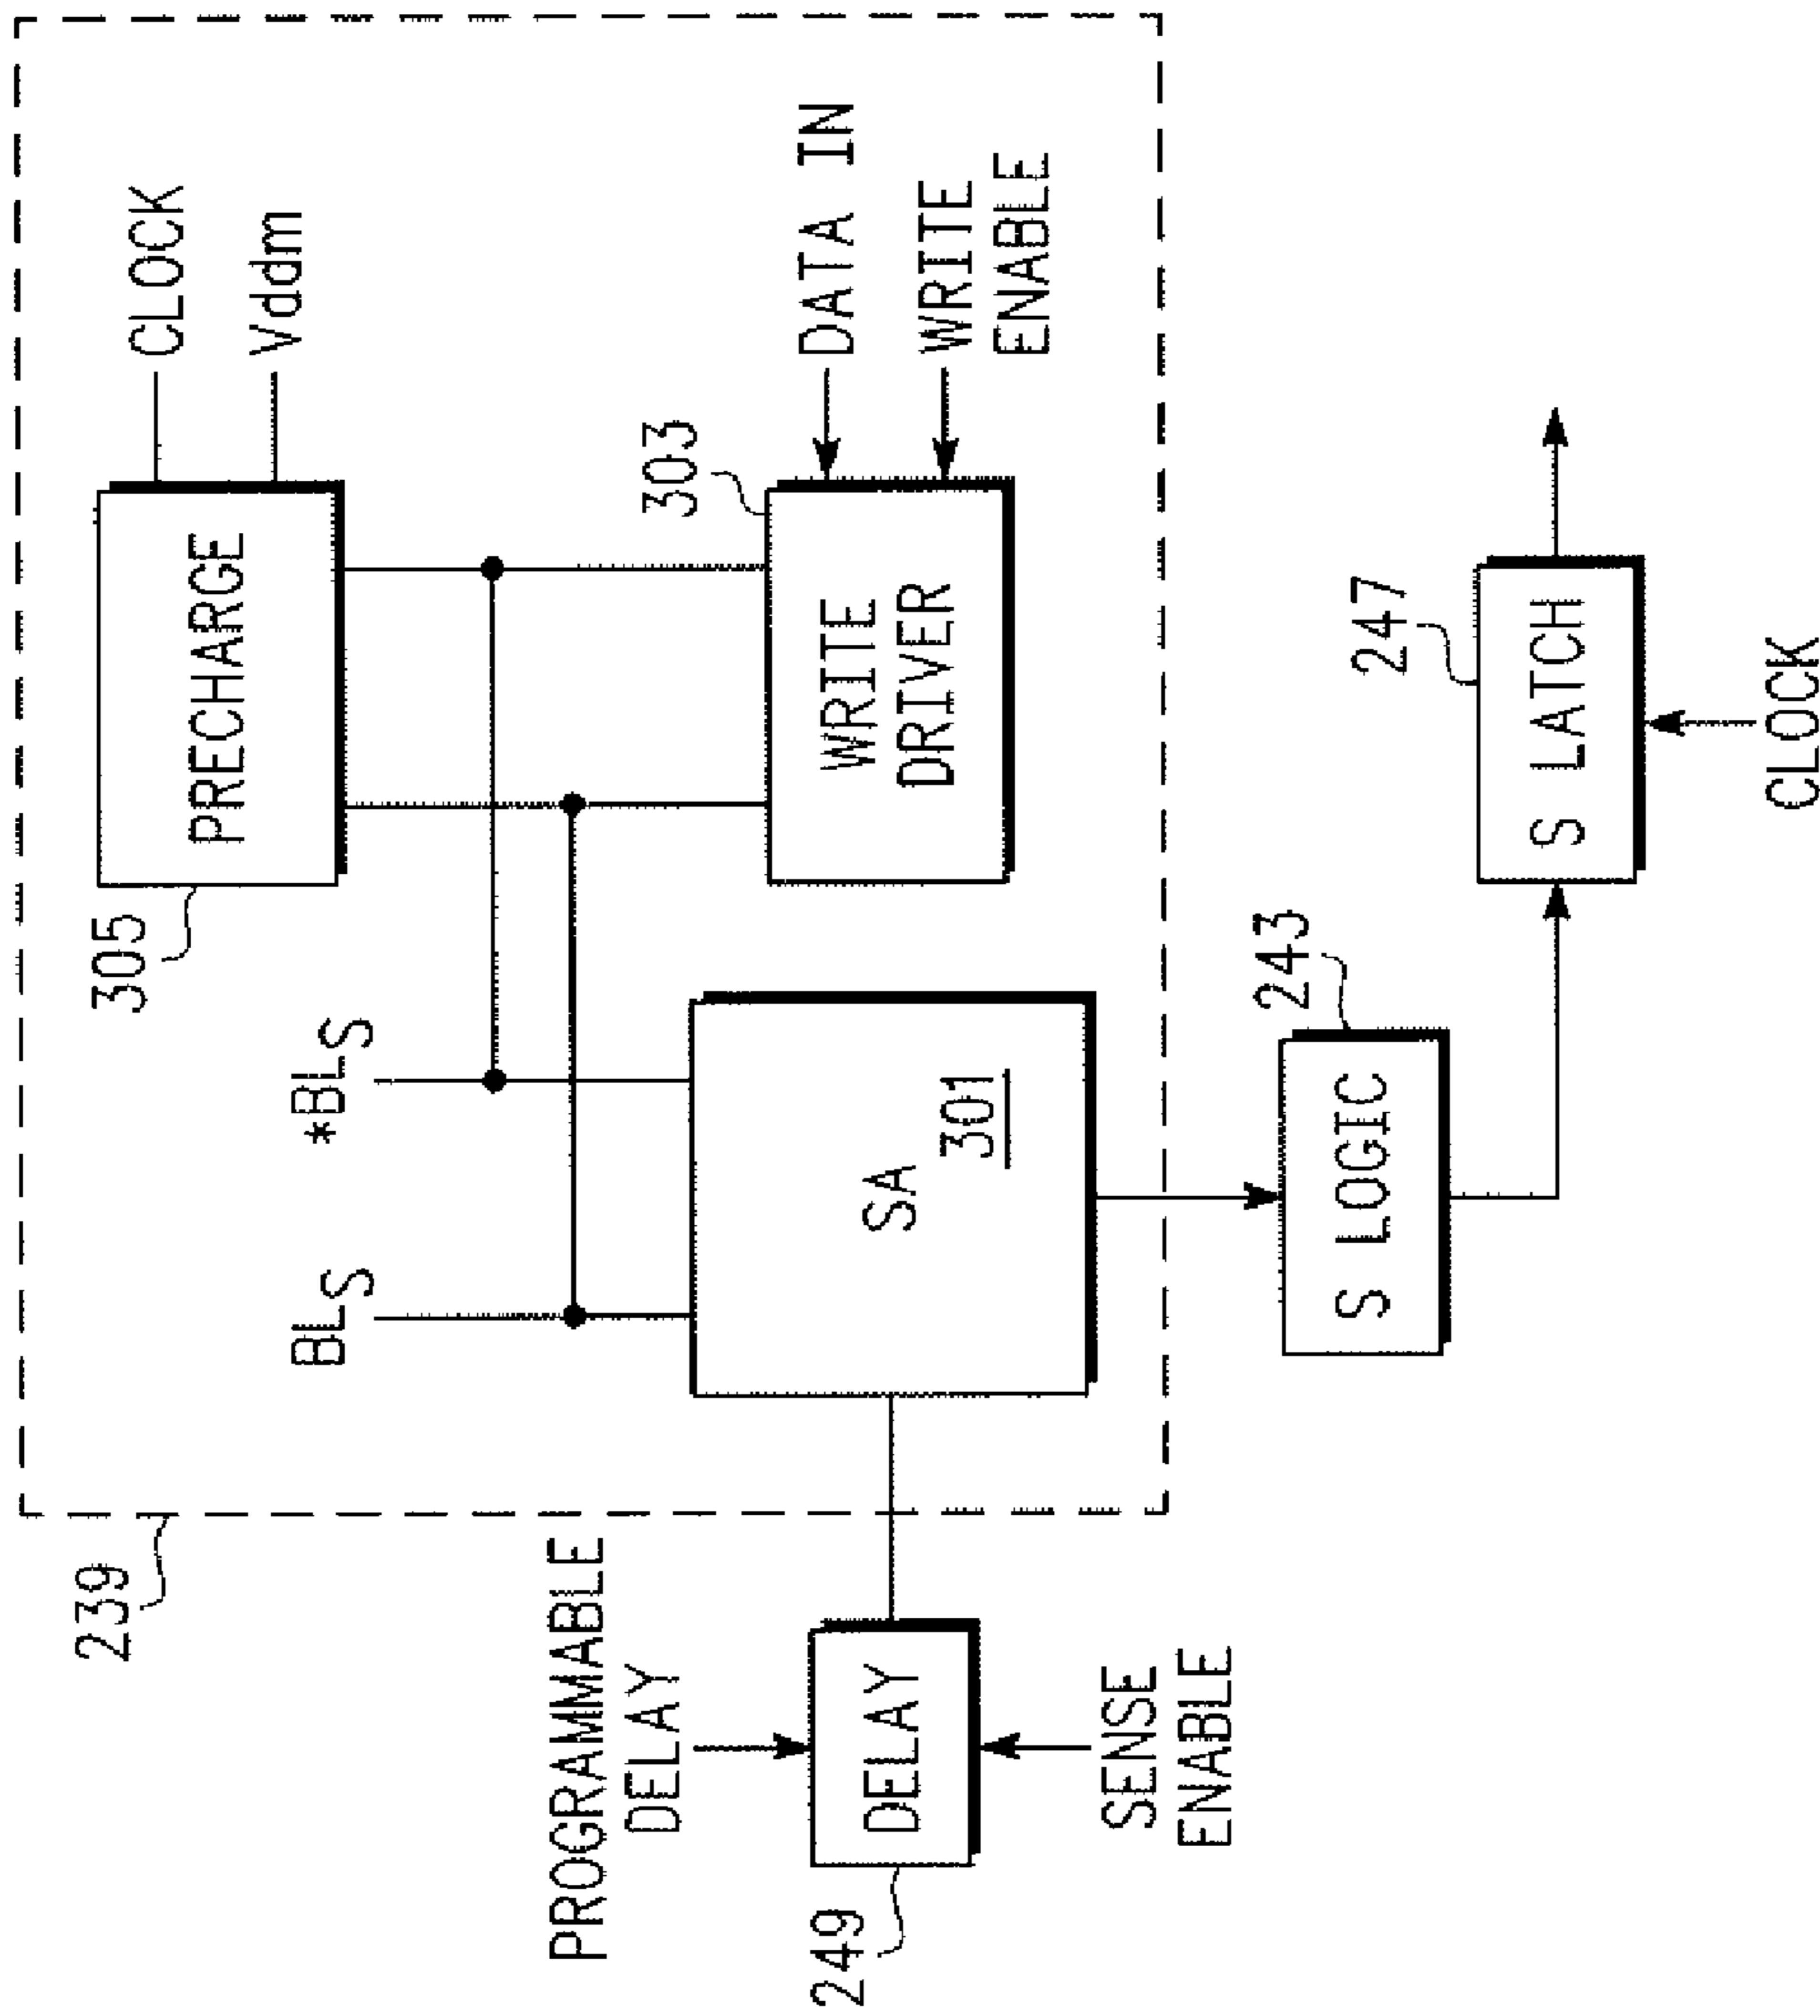 239
305
PRECHARGE
CLOCK
Vddm
BLS
*BLS
303
WRITE
DRIVER
DATA IN
WRITE
ENABLE
PROGRAMMABLE
DELAY
249
DELAY
SENSE
ENABLE
SA
301
243
S LOGIC
247
S LATCH
CLOCK